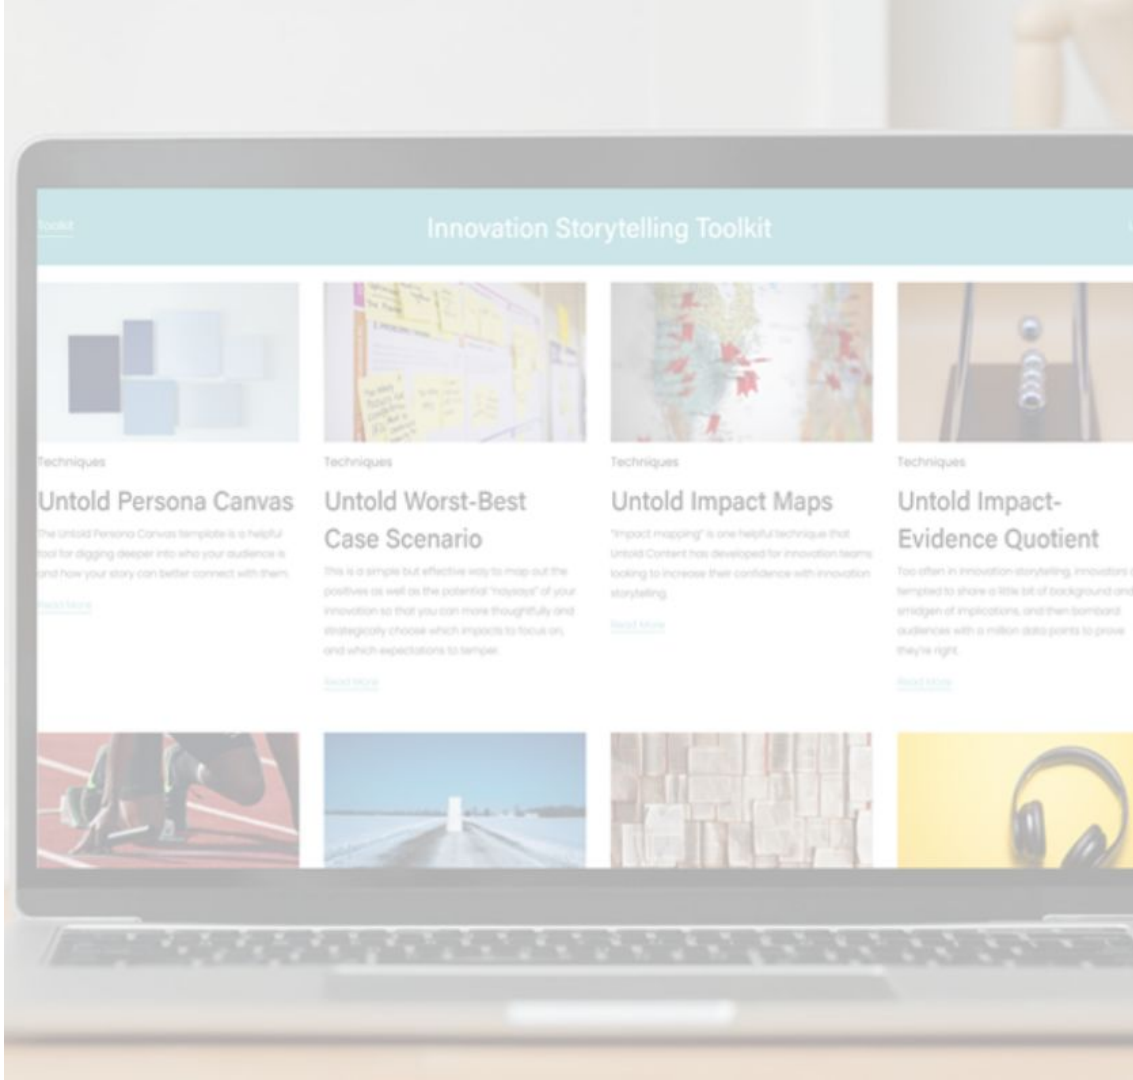 Toolkit
Innovation Storytelling Toolkit
Techniques
Untold Persona Canvas
The Untold Persona Canvas template is a helpful
tool for digging deeper into who your audience is
and how your story can better connect with them.
Read More
Techniques
Untold Worst-Best
Case Scenario
This is a simple but effective way to map out the
positives as well as the potential "naysays" of your
innovation so that you can more thoughtfully and
strategically choose which impacts to focus on,
and which expectations to temper.
Read More
Techniques
Untold Impact Maps
"Impact mapping" is one helpful technique that
Untold Content has developed for innovation teams
looking to increase their confidence with innovation
storytelling.
Read More
Techniques
Untold Impact-
Evidence Quotient
Too often in innovation storytelling, innovators
tempted to share a little bit of background and
smidgen of implications, and then bombard
audiences with a million data points to prove
they're right.
Read More